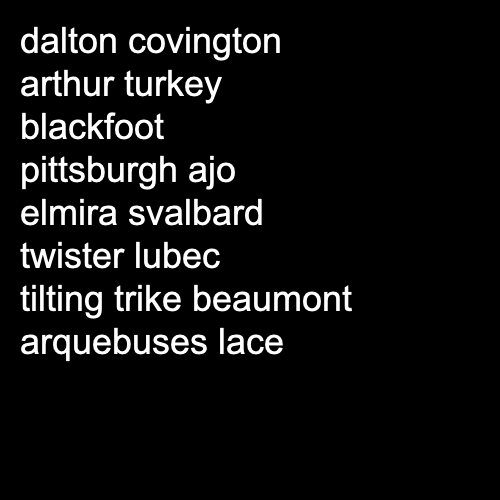 dalton covington
arthur turkey
blackfoot
pittsburgh ajo
elmira svalbard
twister lubec
tilting trike beaumont
arquebuses lace